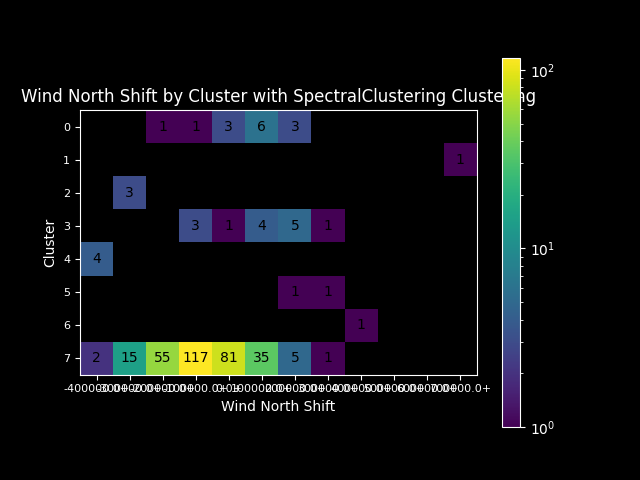 Wind North Shift by Cluster with SpectralClustering Clustering
10²
0 1 1 3 6 3
1 1
2 3
10¹
3 3 1 4 5 1
Cluster
4 4
5 1 1
6 1
7 2 15 55 117 81 35 5 1
Wind North Shift
10⁰